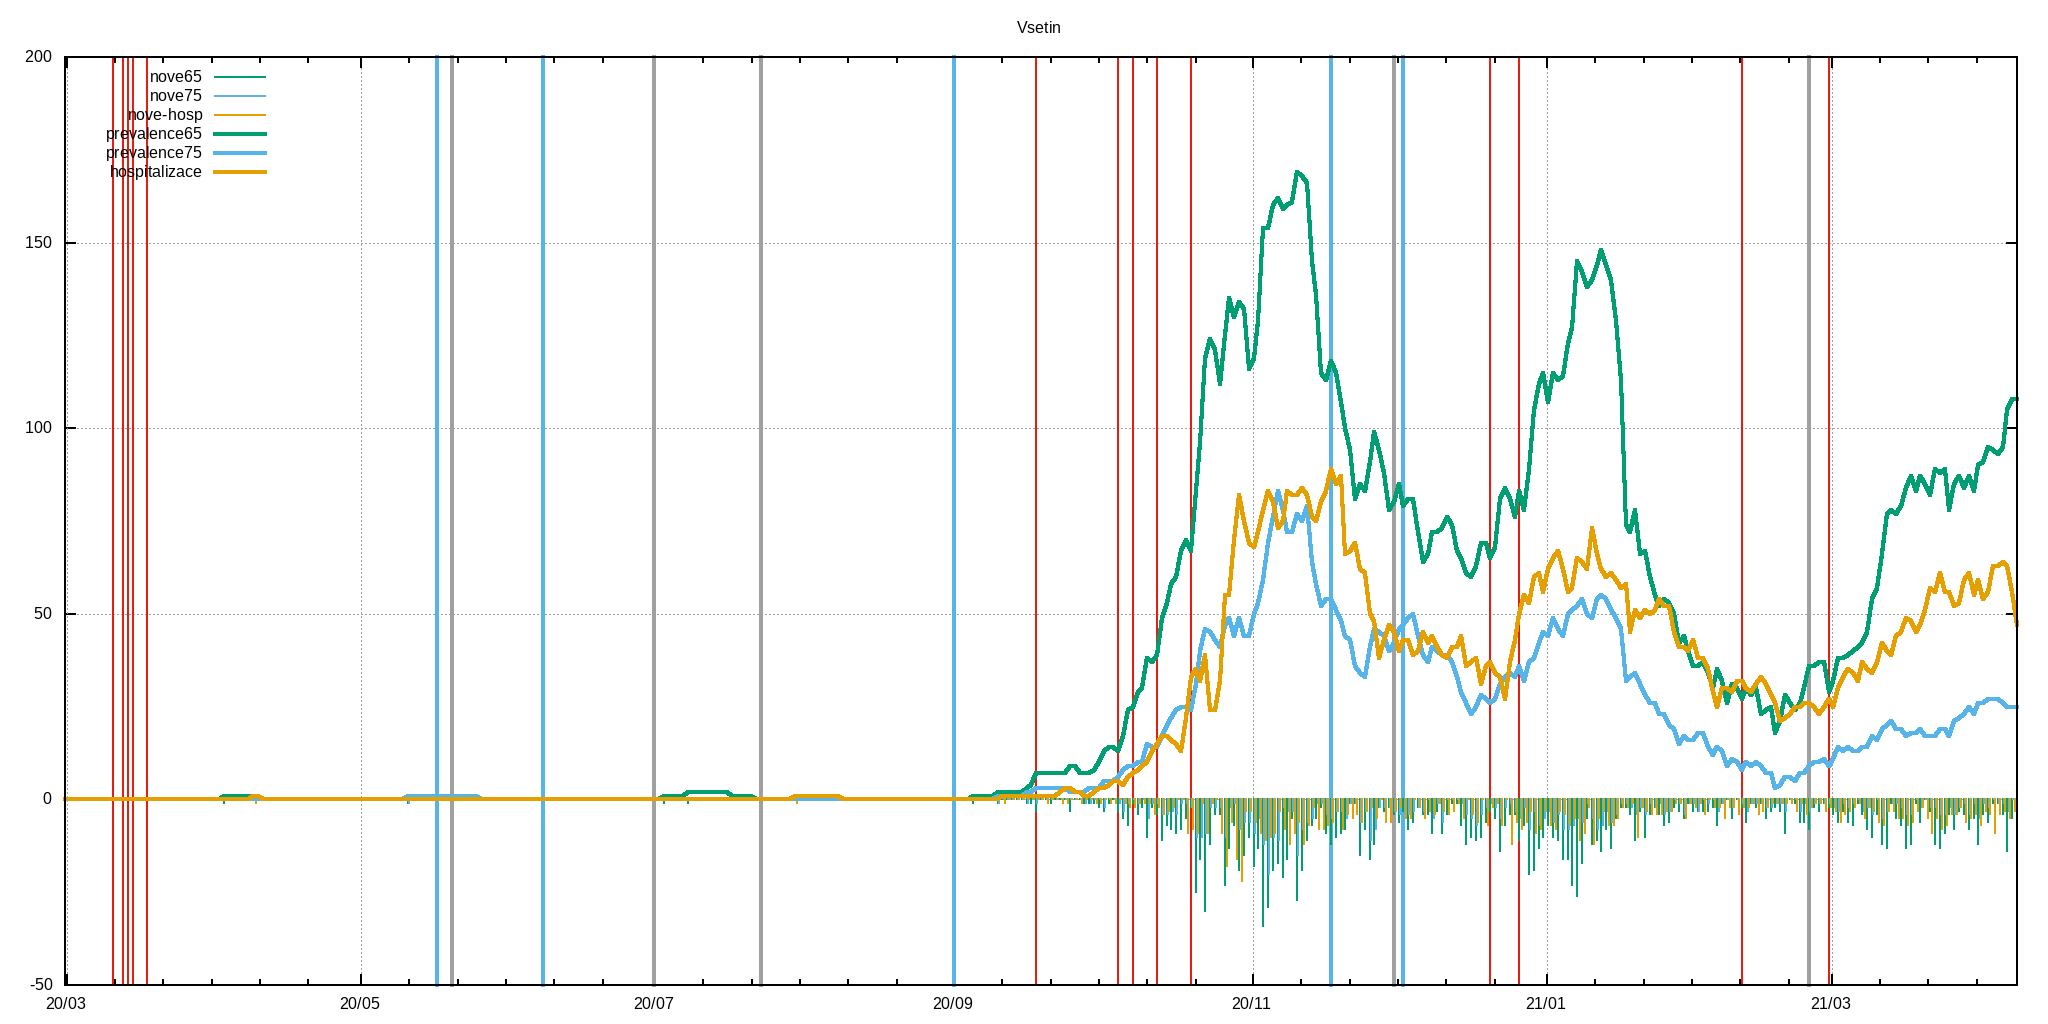 Vsetin
200
nove65
nove75
nove-hosp
prevalence65
prevalence75
hospitalizace
150
100
50
0
-50
20/03 20/05 20/07 20/09 20/11 21/01 21/03